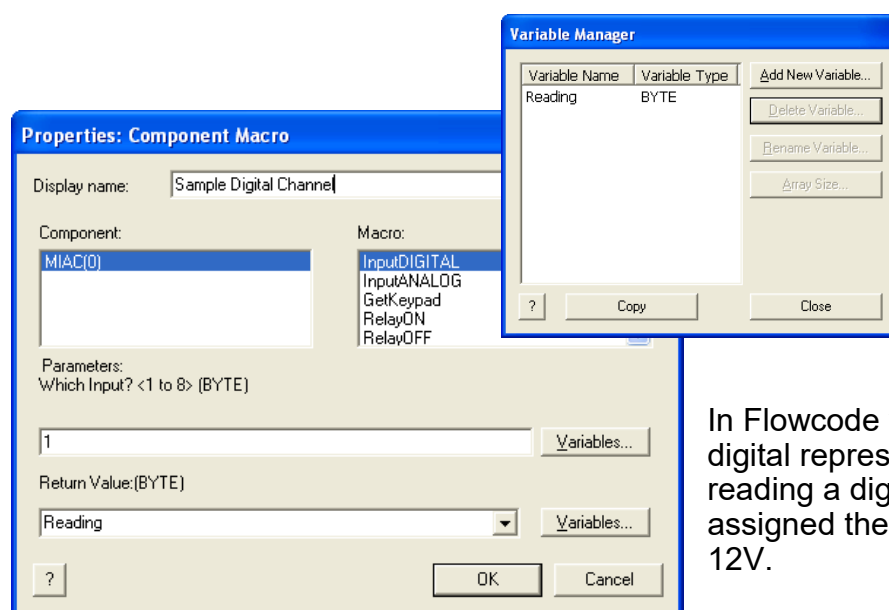 Variable Manager
Variable Name Variable Type
Reading BYTE
Add New Variable...
Delete Variable...
Rename Variable...
Array Size...
? Copy Close
Properties: Component Macro
Display name: Sample Digital Channel
Component: Macro:
MIAC(0)
InputDIGITAL
InputANALOG
GetKeypad
RelayON
RelayOFF
Parameters:
Which Input? <1 to 8> (BYTE)
1 Variables...
Return Value:(BYTE)
Reading Variables...
? OK Cancel
In Flowcode
digital repres
reading a dig
assigned the
12V.